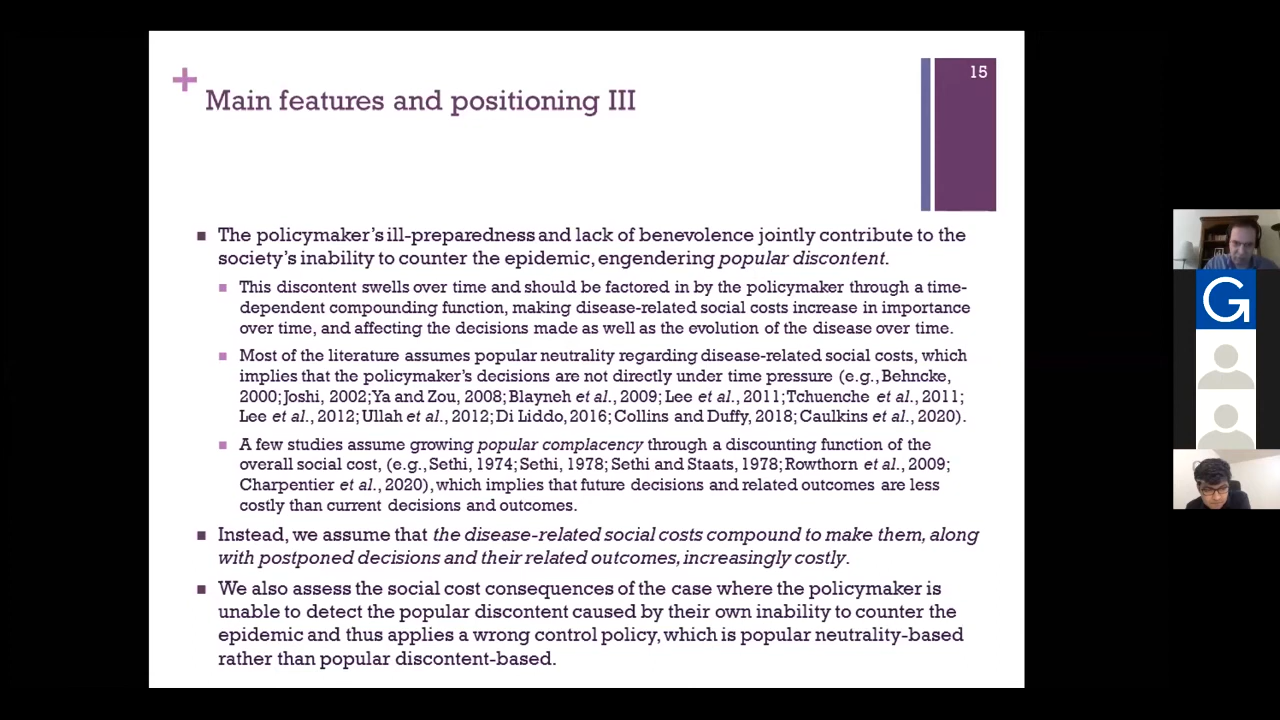 15
+
Main features and positioning III
■ The policymaker's ill-preparedness and lack of benevolence jointly contribute to the
society's inability to counter the epidemic, engendering popular discontent.
■ This discontent swells over time and should be factored in by the policymaker through a time-
dependent compounding function, making disease-related social costs increase in importance
over time, and affecting the decisions made as well as the evolution of the disease over time.
■ Most of the literature assumes popular neutrality regarding disease-related social costs, which
implies that the policymaker's decisions are not directly under time pressure (e.g., Behncke,
2000; Joshi, 2002; Ya and Zou, 2008; Blayneh et al., 2009; Lee et al., 2011; Tchuenche et al., 2011;
Lee et al., 2012; Ullah et al., 2012; Di Liddo, 2016; Collins and Duffy, 2018; Caulkins et al., 2020).
■ A few studies assume growing popular complacency through a discounting function of the
overall social cost, (e.g., Sethi, 1974; Sethi, 1978; Sethi and Staats, 1978; Rowthorn et al., 2009;
Charpentier et al., 2020), which implies that future decisions and related outcomes are less
costly than current decisions and outcomes.
■ Instead, we assume that the disease-related social costs compound to make them, along
with postponed decisions and their related outcomes, increasingly costly.
■ We also assess the social cost consequences of the case where the policymaker is
unable to detect the popular discontent caused by their own inability to counter the
epidemic and thus applies a wrong control policy, which is popular neutrality-based
rather than popular discontent-based.
G